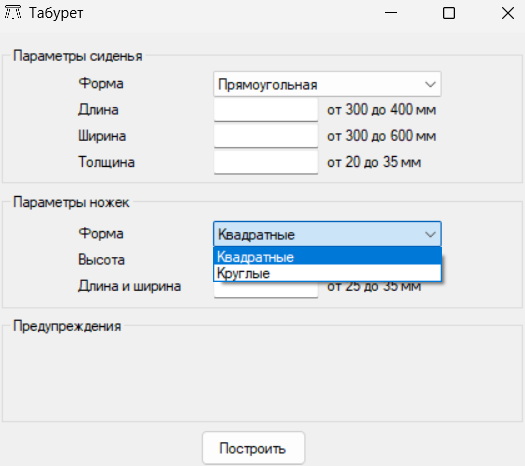 Табурет
Параметры сиденья
Форма Прямоугольная
Длина от 300 до 400 мм
Ширина от 300 до 600 мм
Толщина от 20 до 35 мм
Параметры ножек
Форма Квадратные
Высота Квадратные
Круглые
Длина и ширина от 25 до 35 мм
Предупреждения
Построить